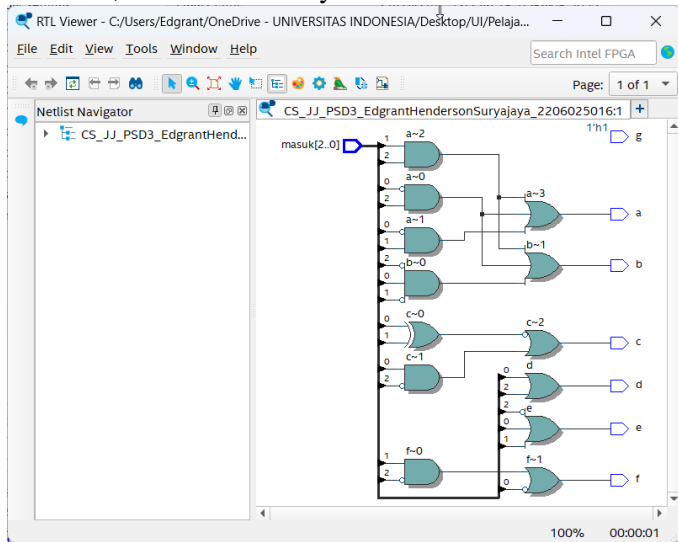 RTL Viewer - C:/Users/Edgrant/OneDrive - UNIVERSITAS INDONESIA/Desktop/UI/Pelaja...
File Edit View Tools Window Help
Search Intel FPGA
Page: 1 of 1
Netlist Navigator
CS_JJ_PSD3_EdgrantHendersonSuryajaya_2206025016:1
CS_JJ_PSD3_EdgrantHend...
1'h1
g
masuk[2..0]
1
a~2
2
0
a~0
2
a~3
a
0
a~1
1
b~1
b
2
b~0
0
1
0
c~0
1
c~2
c
0
c~1
2
0
d
2
d
2
e
0
1
e
1
f~0
2
f~1
0
f
100%
00:00:01